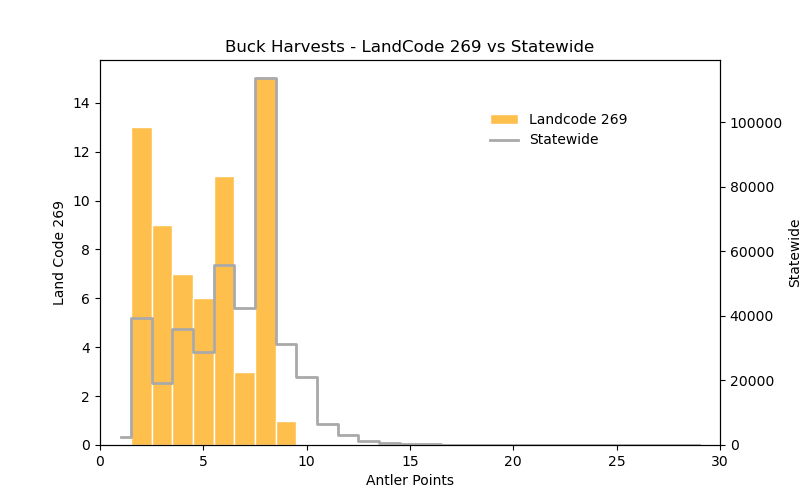 Buck Harvests - LandCode 269 vs Statewide
Landcode 269
Statewide
Land Code 269
14
12
10
8
6
4
2
0
100000
80000
60000
40000
20000
0
Statewide
0 5 10 15 20 25 30
Antler Points